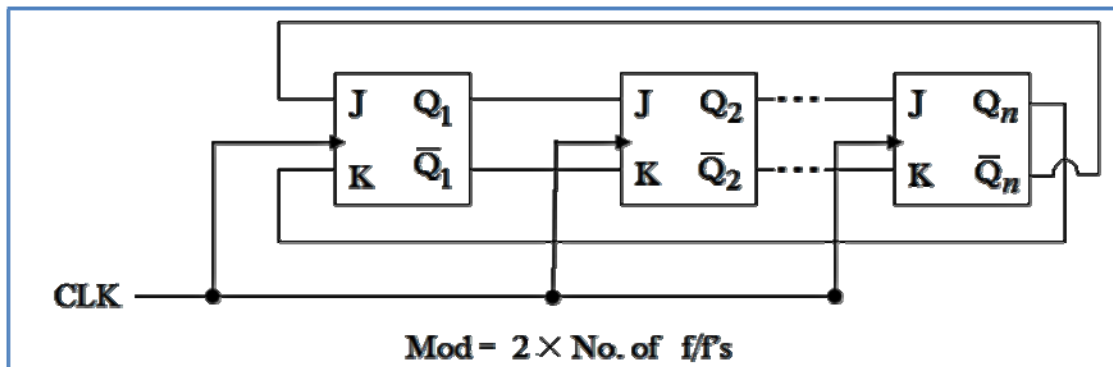 J Q₁ J Q₂ J Qₙ
K Q̅₁ K Q̅₂ K Q̅ₙ
CLK
Mod = 2 × No. of f/f's